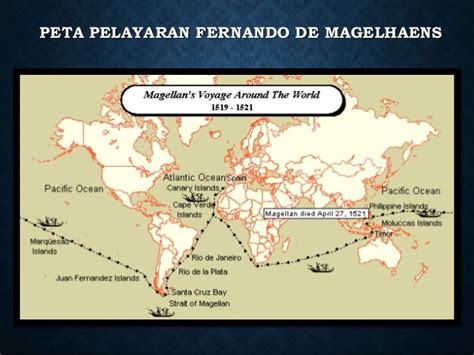 PETA PELAYARAN FERNANDO DE MAGELHAENS
Magellan's Voyage Around The World
1519 - 1521
Atlantic Ocean
Spain
Canary Islands
Pacific Ocean
Pacific Ocean
Cape Verde
Islands
Philippine Islands
Magellan died April 27, 1521
Moluccas Islands
Timor
Marquesas
Islands
Rio de Janeiro
Rio de la Plata
Juan Fernandez Islands
Santa Cruz Bay
Strait of Magellan